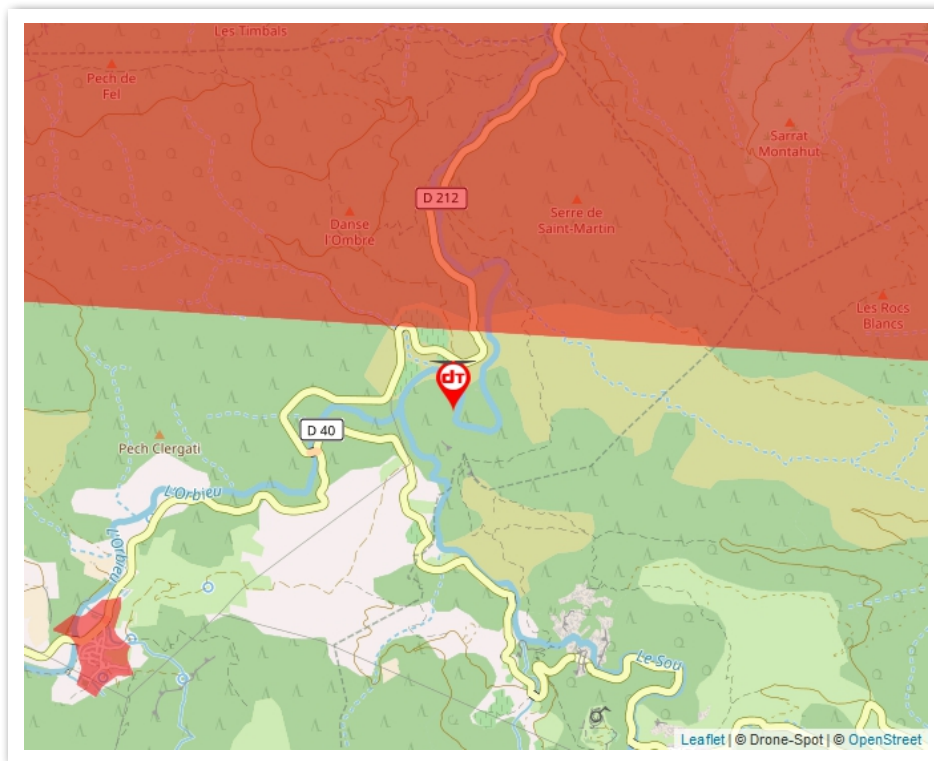 Les Timbals
Pech de
Fel
Sarrat
Montahut
D 212
Danse
l'Ombre
Serre de
Saint-Martin
Les Rocs
Blancs
dT
D 40
Pech Clergati
L'Orbieu
L'Orbieu
Le Sou
Leaflet | © Drone-Spot | © OpenStreet